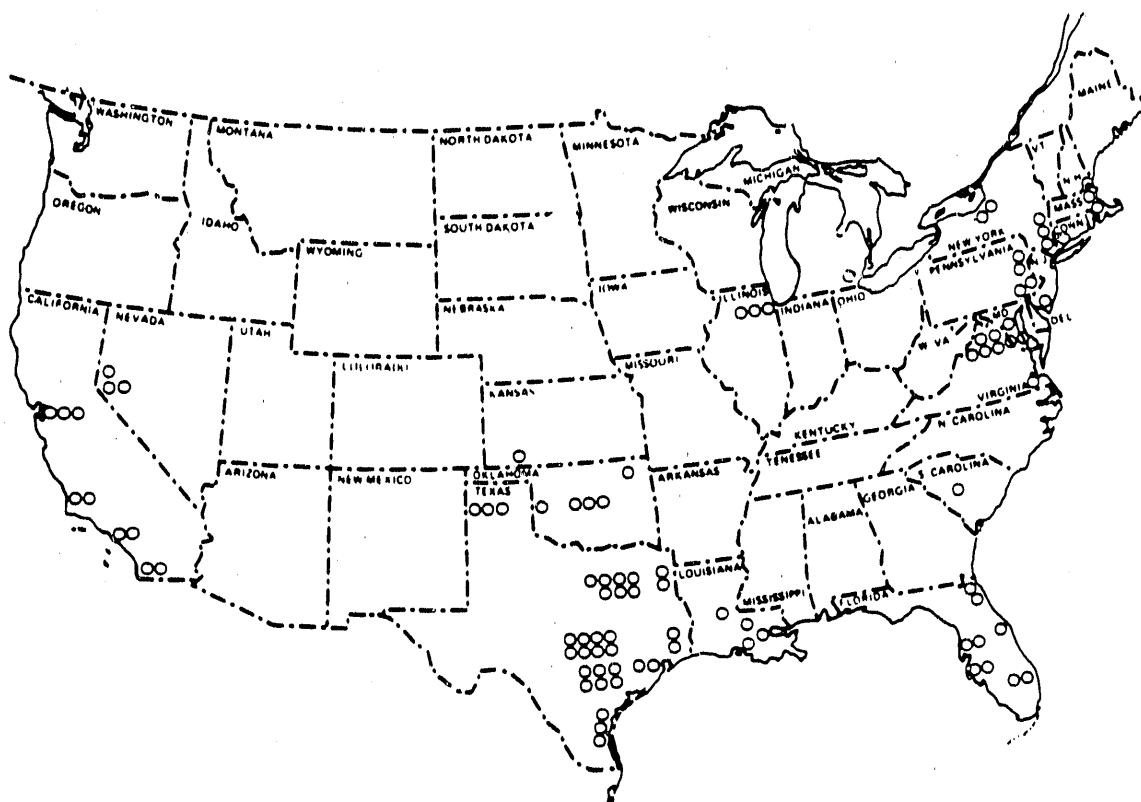 WASHINGTON
MONTANA
NORTH DAKOTA
MINNESOTA
MAINE
VT
N.H.
MICHIGAN
WISCONSIN
MASS
CONN
OREGON
IDAHO
SOUTH DAKOTA
WYOMING
NEW YORK
PENNSYLVANIA
N.J.
IOWA
ILLINOIS
INDIANA
OHIO
CALIFORNIA
NEVADA
UTAH
NEBRASKA
MD
DEL
W. VA
MISSOURI
KANSAS
VIRGINIA
KENTUCKY
N CAROLINA
TENESSEE
ARIZONA
NEW MEXICO
OKLAHOMA
TEXAS
ARKANSAS
S CAROLINA
GEORGIA
ALABAMA
LOUISIANA
MISSISSIPPI
FLORIDA